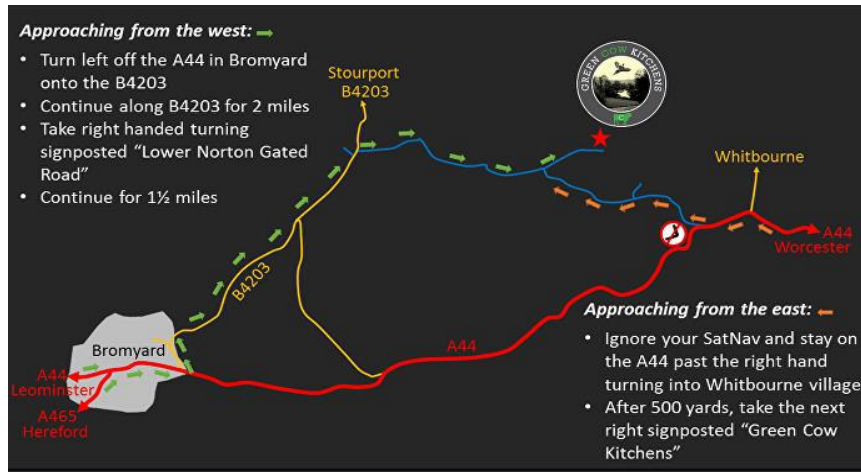 Approaching from the west:
• Turn left off the A44 in Bromyard
onto the B4203
• Continue along B4203 for 2 miles
• Take right handed turning
signposted “Lower Norton Gated
Road”
• Continue for 1½ miles
Stourport
B4203
GREEN COW KITCHENS
Whitbourne
A44
Worcester
B4203
Bromyard
A44
A44
Leominster
A465
Hereford
Approaching from the east:
• Ignore your SatNav and stay on
the A44 past the right hand
turning into Whitbourne village
• After 500 yards, take the next
right signposted “Green Cow
Kitchens”